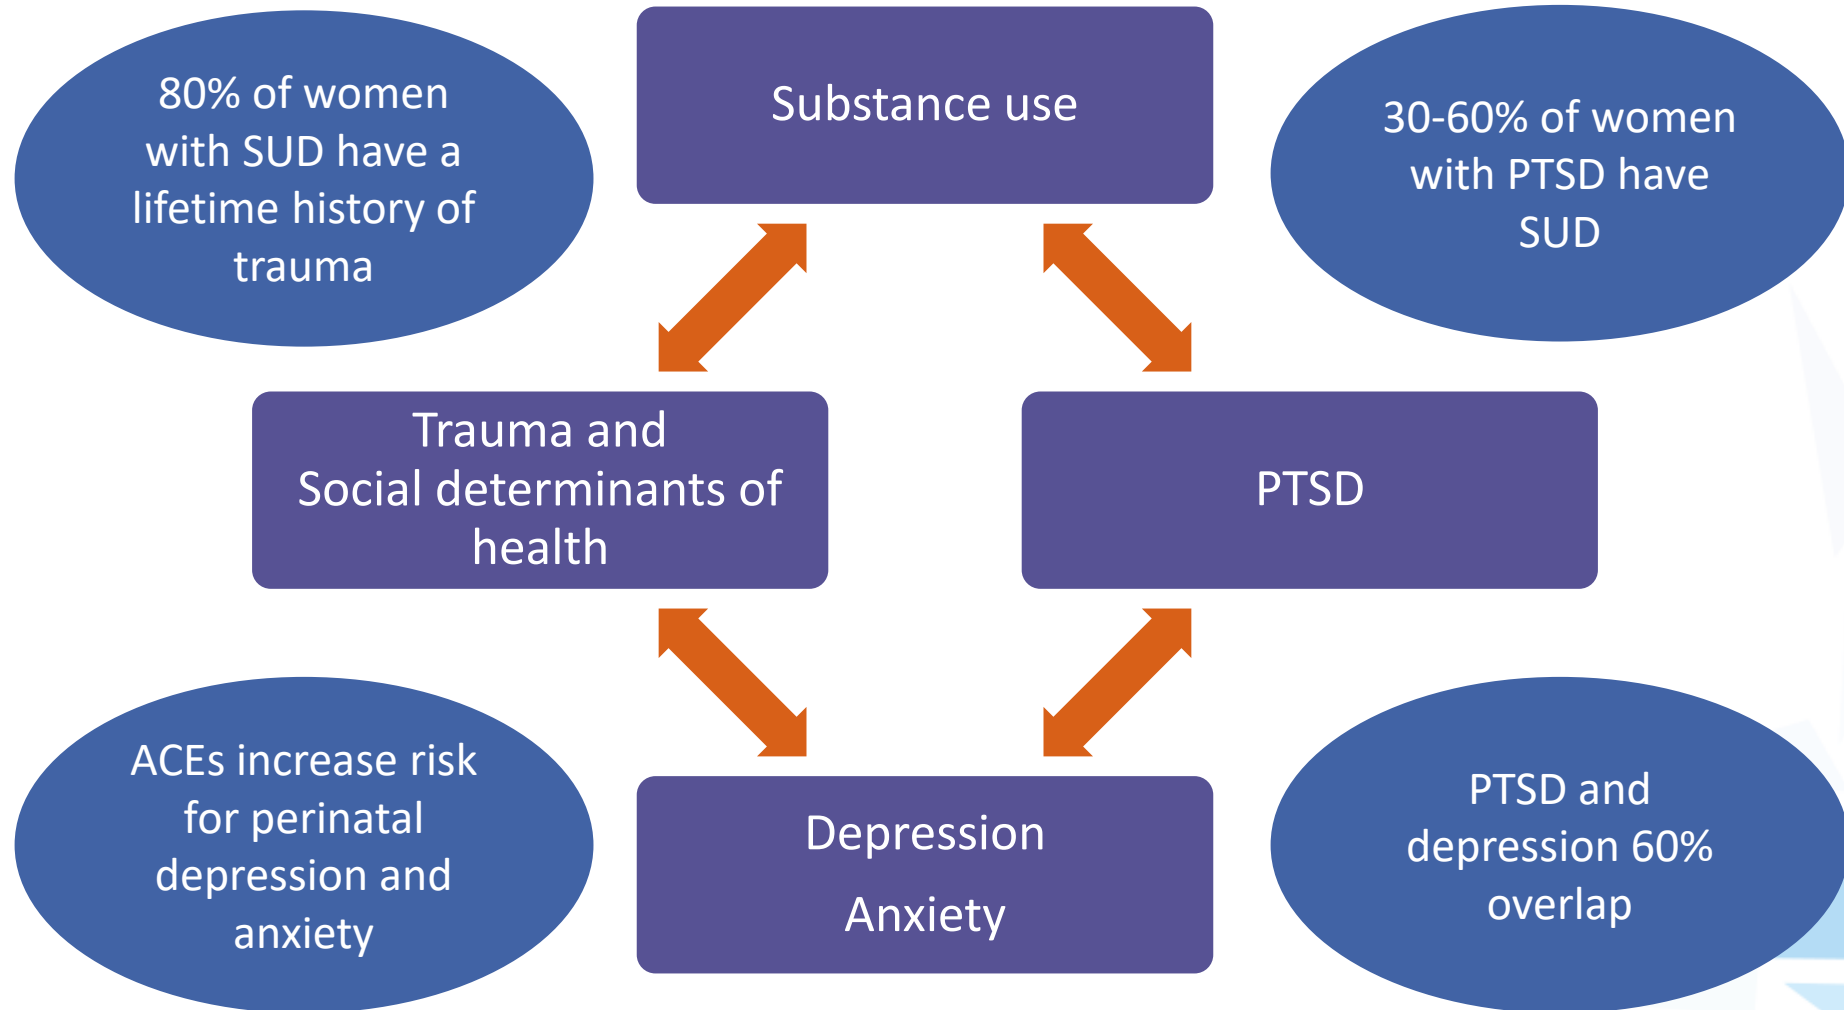 80% of women
with SUD have a
lifetime history of
trauma
Substance use
30-60% of women
with PTSD have
SUD
Trauma and
Social determinants of
health
PTSD
ACEs increase risk
for perinatal
depression and
anxiety
Depression
Anxiety
PTSD and
depression 60%
overlap